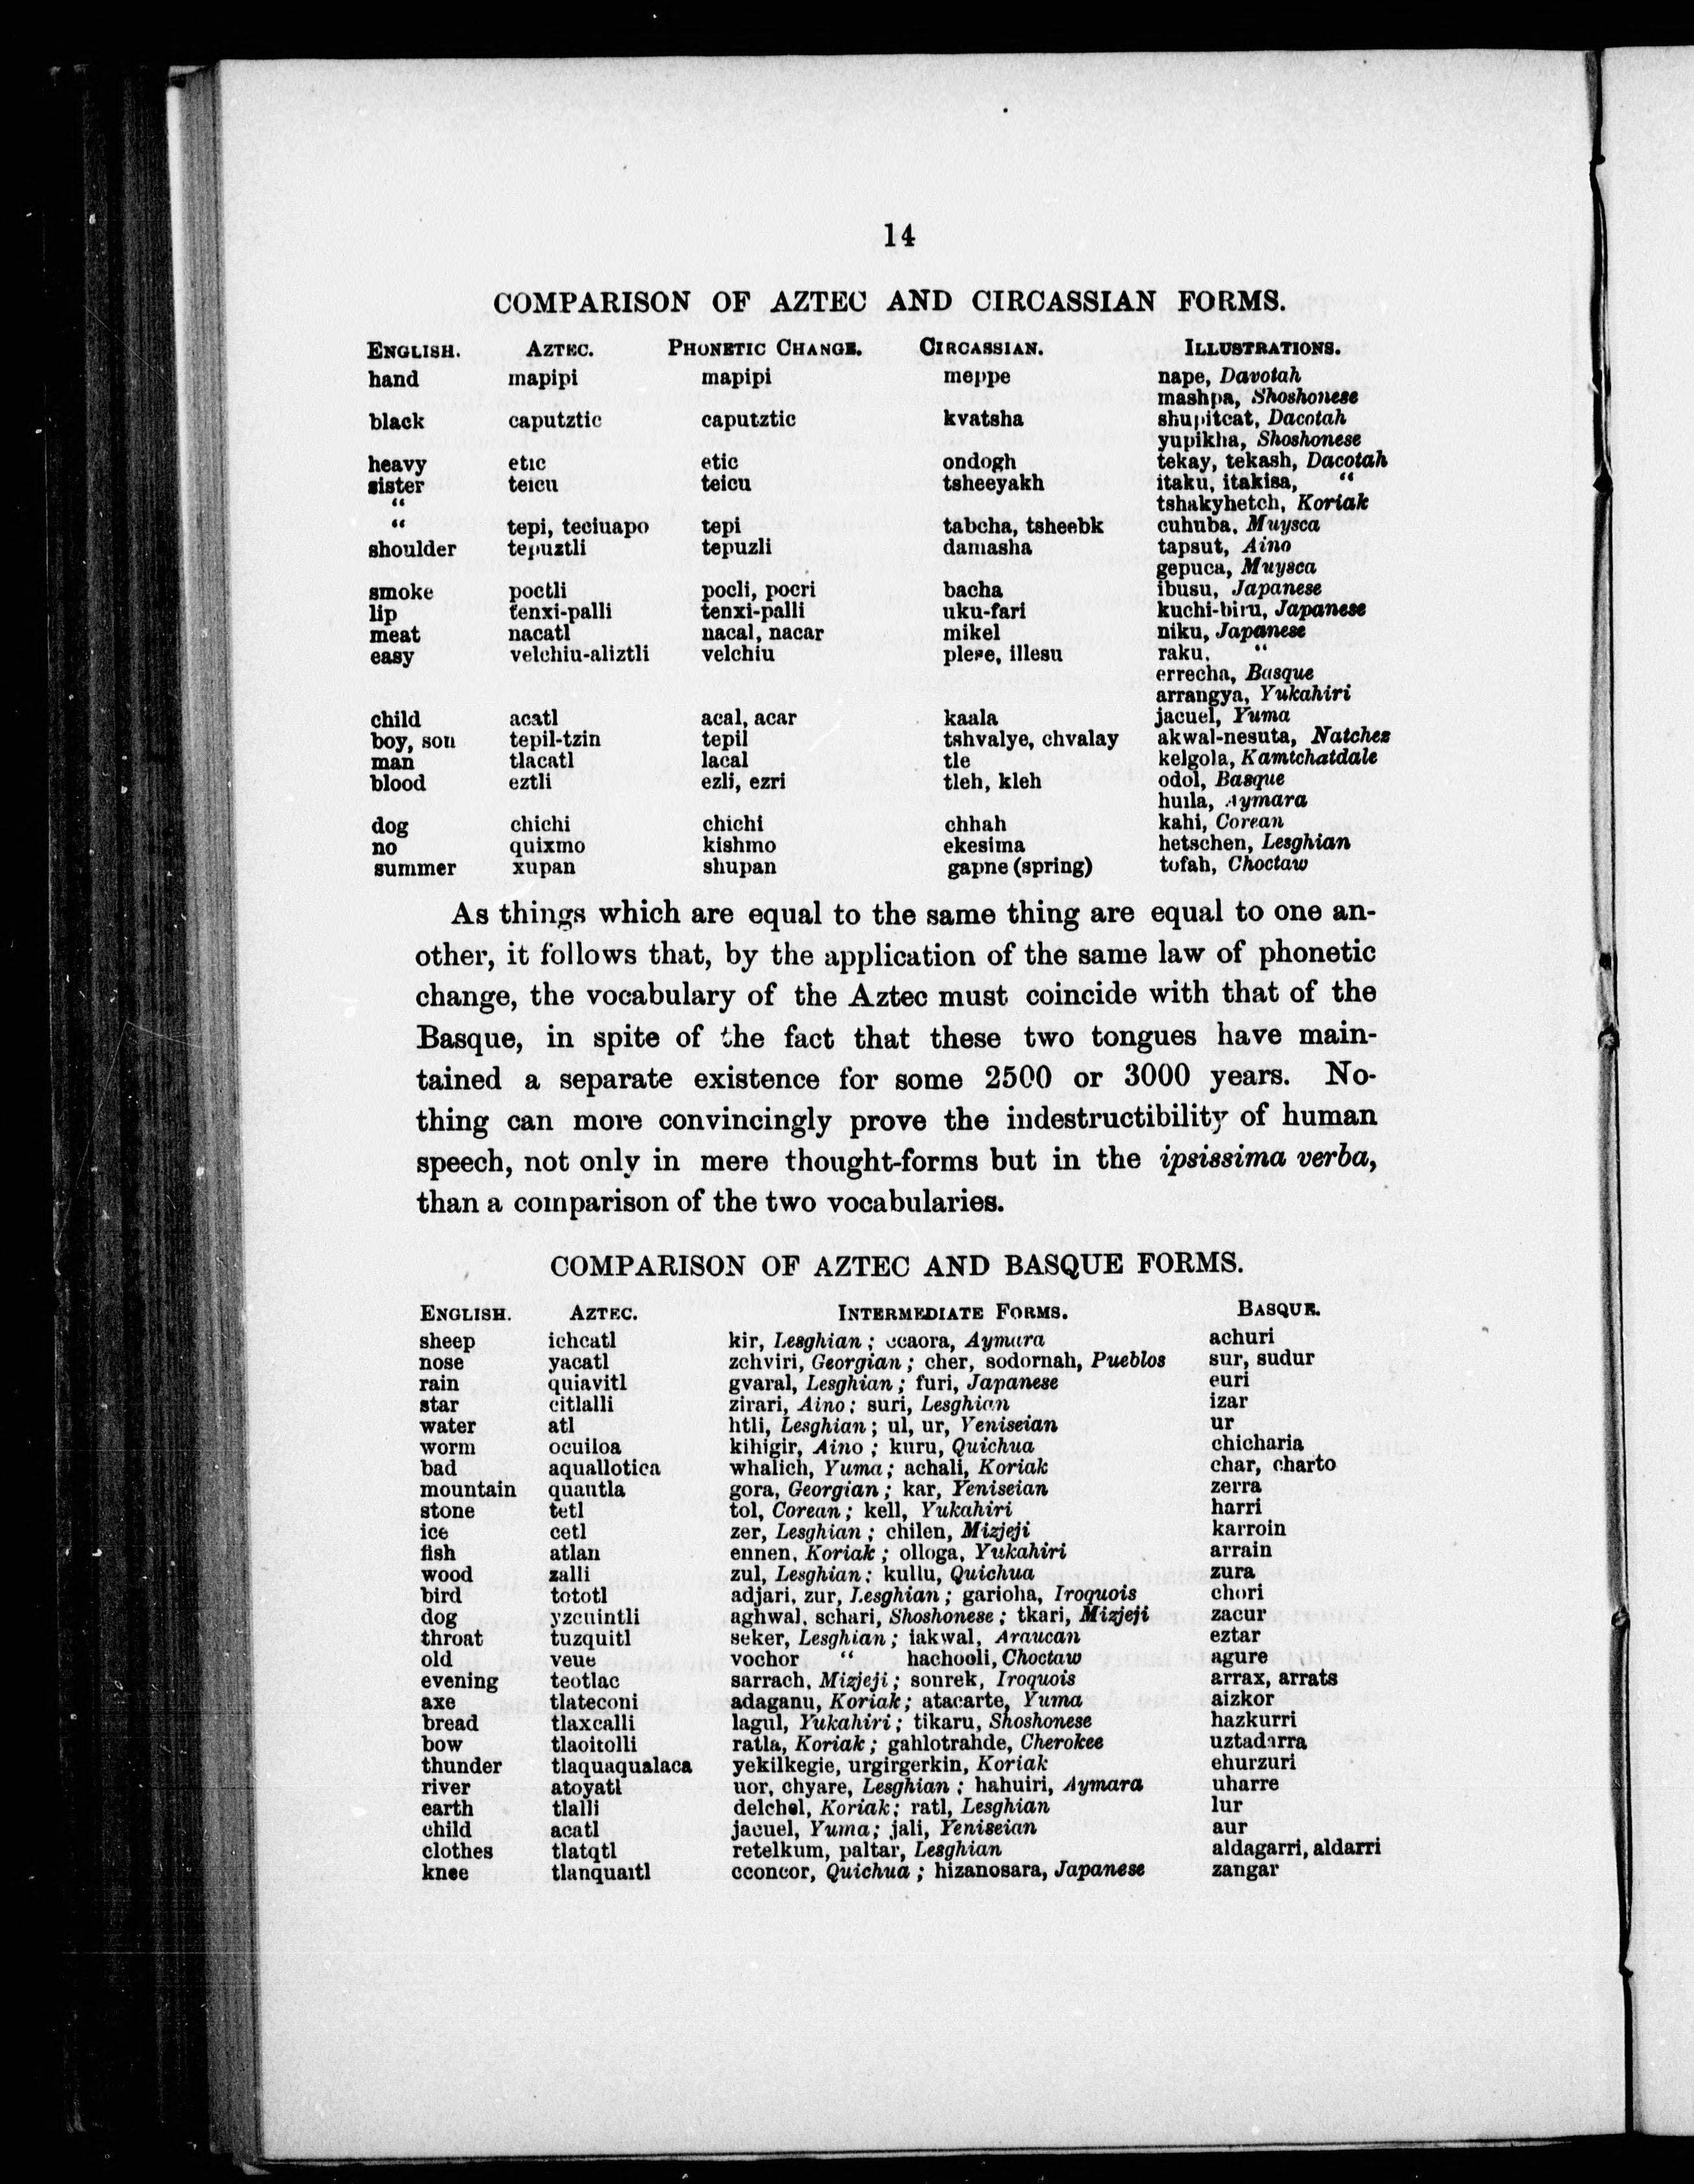 14
COMPARISON OF AZTEC AND CIRCASSIAN FORMS.
ENGLISH. AZTEC. PHONETIC CHANGE. CIRCASSIAN. ILLUSTRATIONS.
hand mapipi mapipi meppe nape, Davotah
mashpa, Shoshonese
black caputztic caputztic kvatsha shupitcat, Dacotah
yupikha, Shoshonese
heavy etic etic ondogh tekay, tekash, Dacotah
sister teicu teicu tsheeyakh itaku, itakisa, “
“ tshakyhetch, Koriak
“ tepi, teciuapo tepi tabcha, tsheebk cuhuba, Muysca
shoulder tepuztli tepuzli damasha tapsut, Aino
gepuca, Muysca
smoke poctli pocli, pocri bacha ibusu, Japanese
lip tenxi-palli tenxi-palli uku-fari kuchi-biru, Japanese
meat nacatl nacal, nacar mikel niku, Japanese
easy velchiu-aliztli velchiu plese, illesu raku, “
errecha, Basque
arrangya, Yukahiri
child acatl acal, acar kaala jacuel, Yuma
boy, son tepil-tzin tepil tshvalye, chvalay akwal-nesuta, Natchez
man tlacatl lacal tle kelgola, Kamtchatdale
blood eztli ezli, ezri tleh, kleh odol, Basque
huila, Aymara
dog chichi chichi chhah kahi, Corean
no quixmo kishmo ekesima hetschen, Lesghian
summer xupan shupan gapne (spring) tofah, Choctaw
As things which are equal to the same thing are equal to one an-
other, it follows that, by the application of the same law of phonetic
change, the vocabulary of the Aztec must coincide with that of the
Basque, in spite of the fact that these two tongues have main-
tained a separate existence for some 2500 or 3000 years. No-
thing can more convincingly prove the indestructibility of human
speech, not only in mere thought-forms but in the ipsissima verba,
than a comparison of the two vocabularies.
COMPARISON OF AZTEC AND BASQUE FORMS.
ENGLISH. AZTEC. INTERMEDIATE FORMS. BASQUE.
sheep ichcatl kir, Lesghian; ccaora, Aymara achuri
nose yacatl zchviri, Georgian; cher, sodornah, Pueblos sur, sudur
rain quiavitl gvaral, Lesghian; furi, Japanese euri
star citlalli zirari, Aino; suri, Lesghian izar
water atl htli, Lesghian; ul, ur, Yeniseian ur
worm ocuiloa kihigir, Aino; kuru, Quichua chicharia
bad aquallotica whalich, Yuma; achali, Koriak char, charto
mountain quautla gora, Georgian; kar, Yeniseian zerra
stone tetl tol, Corean; kell, Yukahiri harri
ice cetl zer, Lesghian; chilen, Mizjeji karroin
fish atlan ennen, Koriak; olloga, Yukahiri arrain
wood zalli zul, Lesghian; kullu, Quichua zura
bird tototl adjari, zur, Lesghian; garioha, Iroquois chori
dog yzcuintli aghwal, schari, Shoshonese; tkari, Mizjeji zacur
throat tuzquitl seker, Lesghian; iakwal, Araucan eztar
old veue vochor “ hachooli, Choctaw agure
evening teotlac sarrach, Mizjeji; sonrek, Iroquois arrax, arrats
axe tlateconi adaganu, Koriak; atacarte, Yuma aizkor
bread tlaxcalli lagul, Yukahiri; tikaru, Shoshonese hazkurri
bow tlaoitolli ratla, Koriak; gahlotrahde, Cherokee uztadarra
thunder tlaquaqualaca yekilkegie, urgirgerkin, Koriak ehurzuri
river atoyatl uor, chyare, Lesghian; hahuiri, Aymara uharre
earth tlalli delchel, Koriak; ratl, Lesghian lur
child acatl jacuel, Yuma; jali, Yeniseian aur
clothes tlatqtl retelkum, paltar, Lesghian aldagarri, aldarri
knee tlanquaitl cconcor, Quichua; hizanosara, Japanese zangar